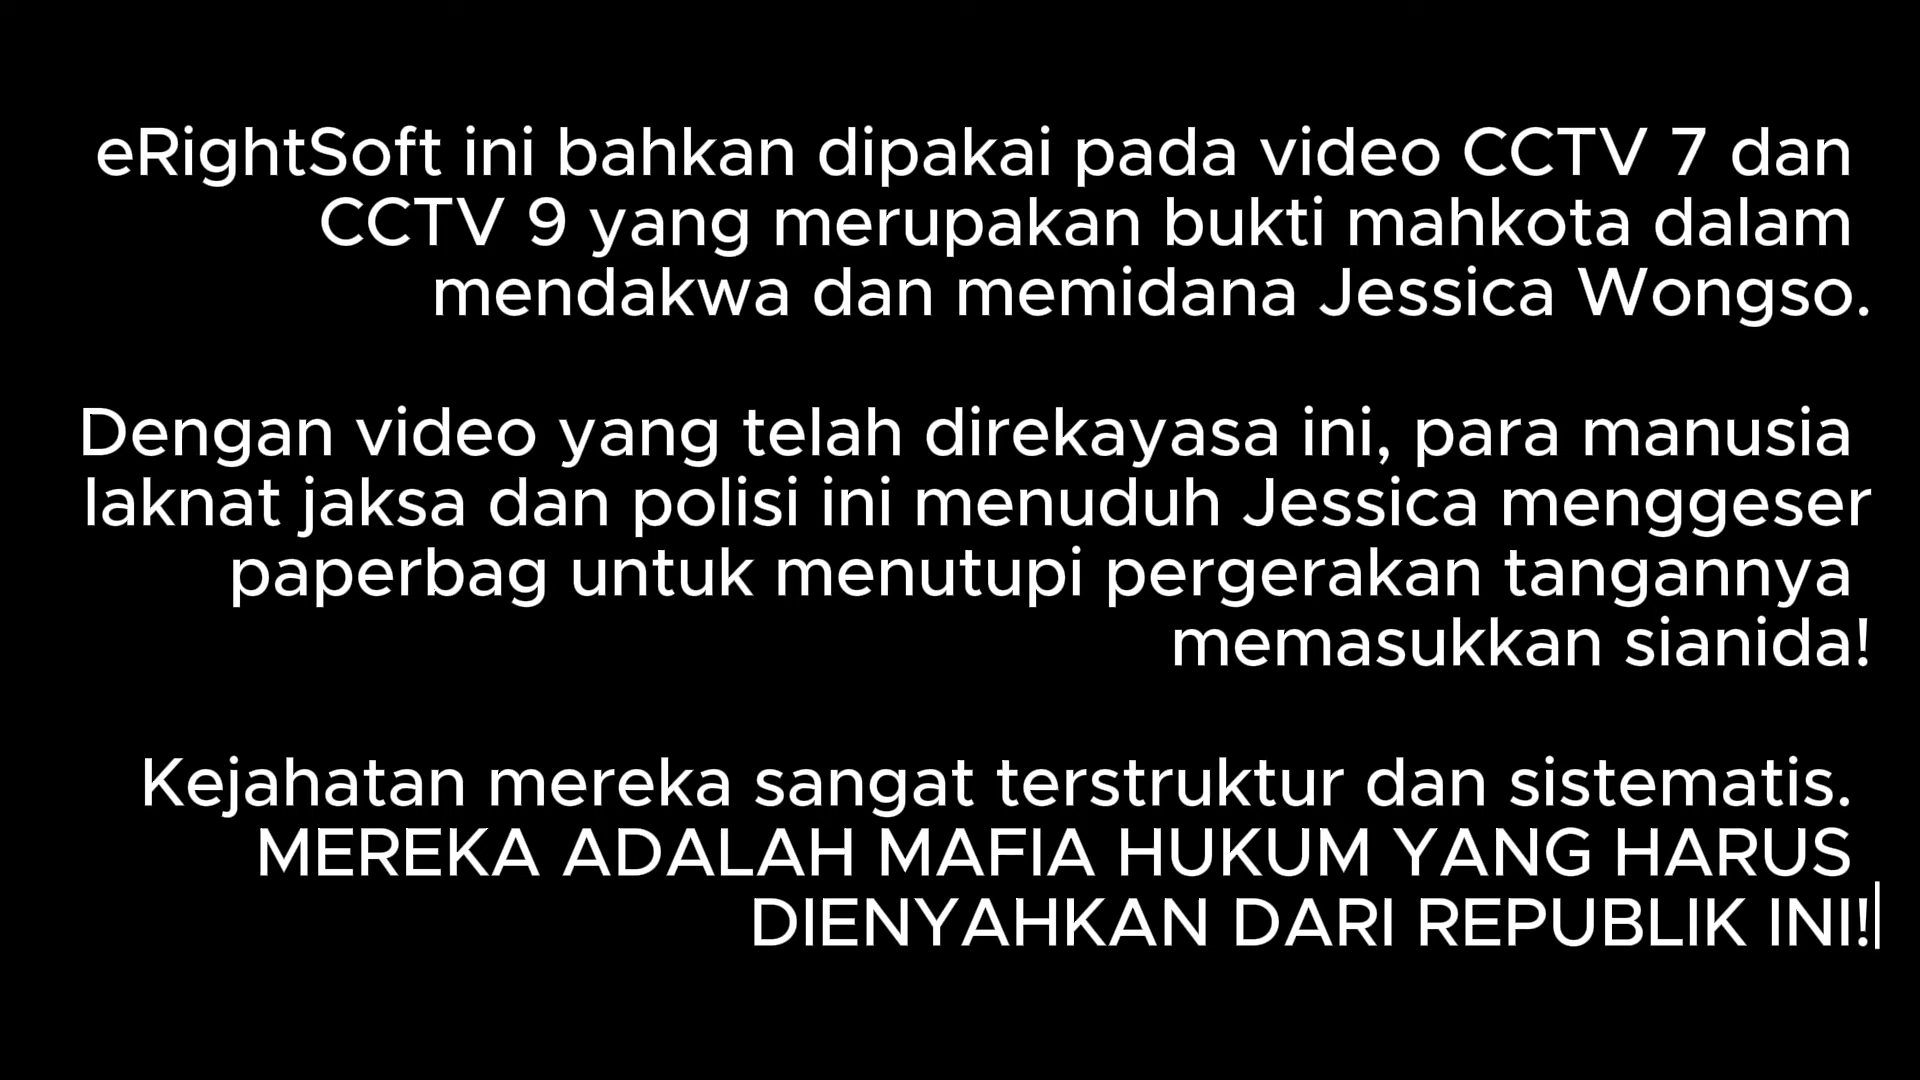 eRightSoft ini bahkan dipakai pada video CCTV 7 dan
CCTV 9 yang merupakan bukti mahkota dalam
mendakwa dan memidana Jessica Wongso.
Dengan video yang telah direkayasa ini, para manusia
laknat jaksa dan polisi ini menuduh Jessica menggeser
paperbag untuk menutupi pergerakan tangannya
memasukkan sianida!
Kejahatan mereka sangat terstruktur dan sistematis.
MEREKA ADALAH MAFIA HUKUM YANG HARUS
DIENYAHKAN DARI REPUBLIK INI!